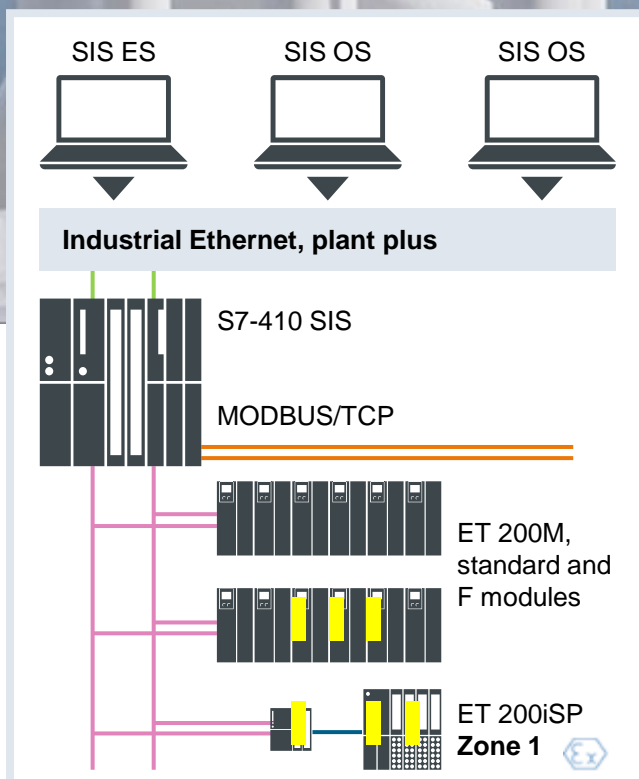 SIS ES
SIS OS
SIS OS
Industrial Ethernet, plant plus
S7-410 SIS
MODBUS/TCP
ET 200M,
standard and
F modules
ET 200iSP
Zone 1
εx